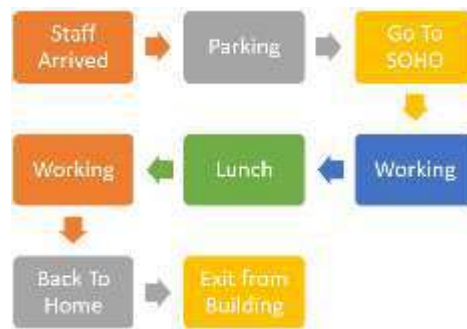 Staff
Arrived
Parking
Go To
SOHO
Working
Lunch
Working
Back To
Home
Exit from
Building